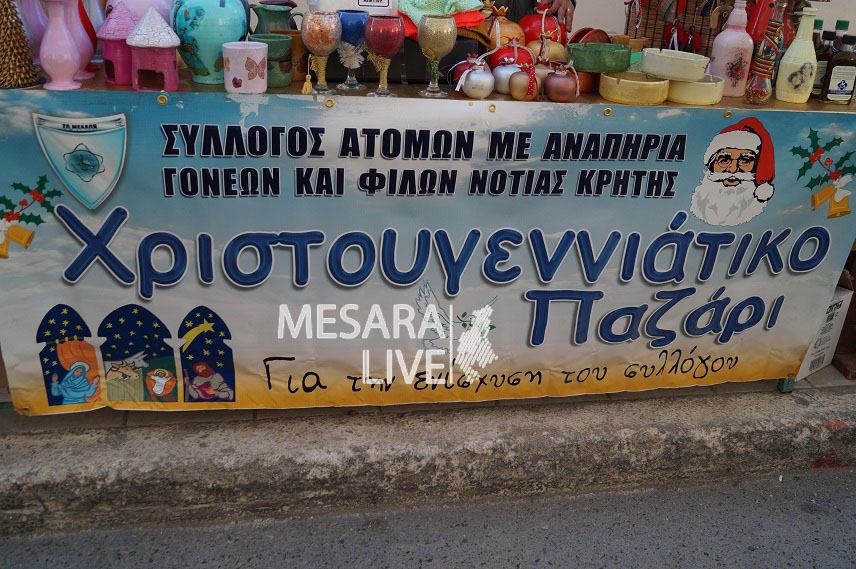 ΣΥΛΛΟΓΟΣ ΑΤΟΜΩΝ ΜΕ ΑΝΑΠΗΡΙΑ
ΓΟΝΕΩΝ ΚΑΙ ΦΙΛΩΝ ΝΟΤΙΑΣ ΚΡΗΤΗΣ
Χριστουγεννιάτικο
Παζάρι
MESARA
LIVE
Για την ενίσχυση του συλλόγου